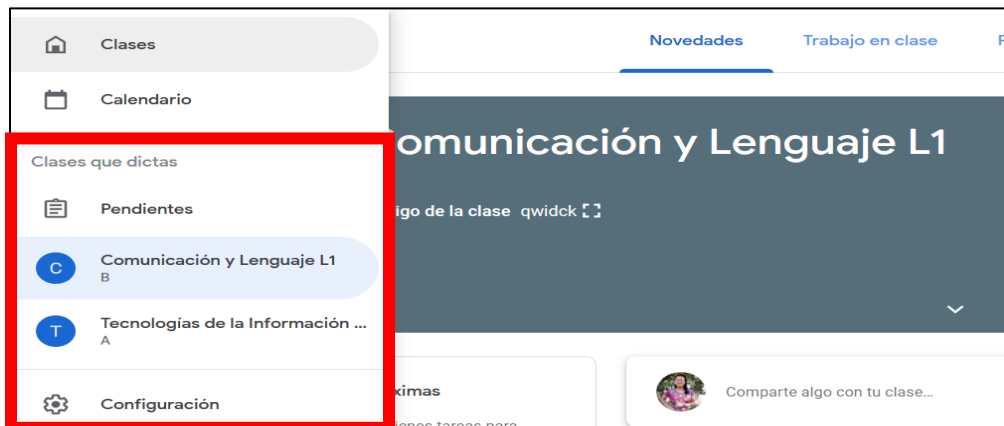 Clases
Calendario
Clases que dictas
Pendientes
C
Comunicación y Lenguaje L1
B
T
Tecnologías de la Información ...
A
Configuración
Novedades
Trabajo en clase
omunicación y Lenguaje L1
igo de la clase qwidck
ximas
Comparte algo con tu clase...